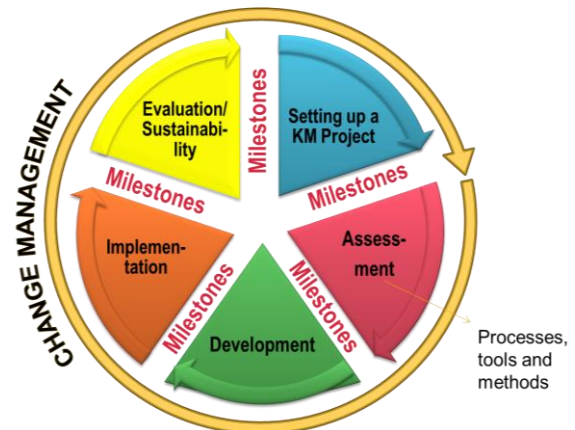 CHANGE MANAGEMENT
Evaluation/
Sustainabi-
lity
Milestones
Setting up a
KM Project
Milestones
Assess-
ment
Milestones
Development
Milestones
Implemen-
tation
Milestones
Processes,
tools and
methods